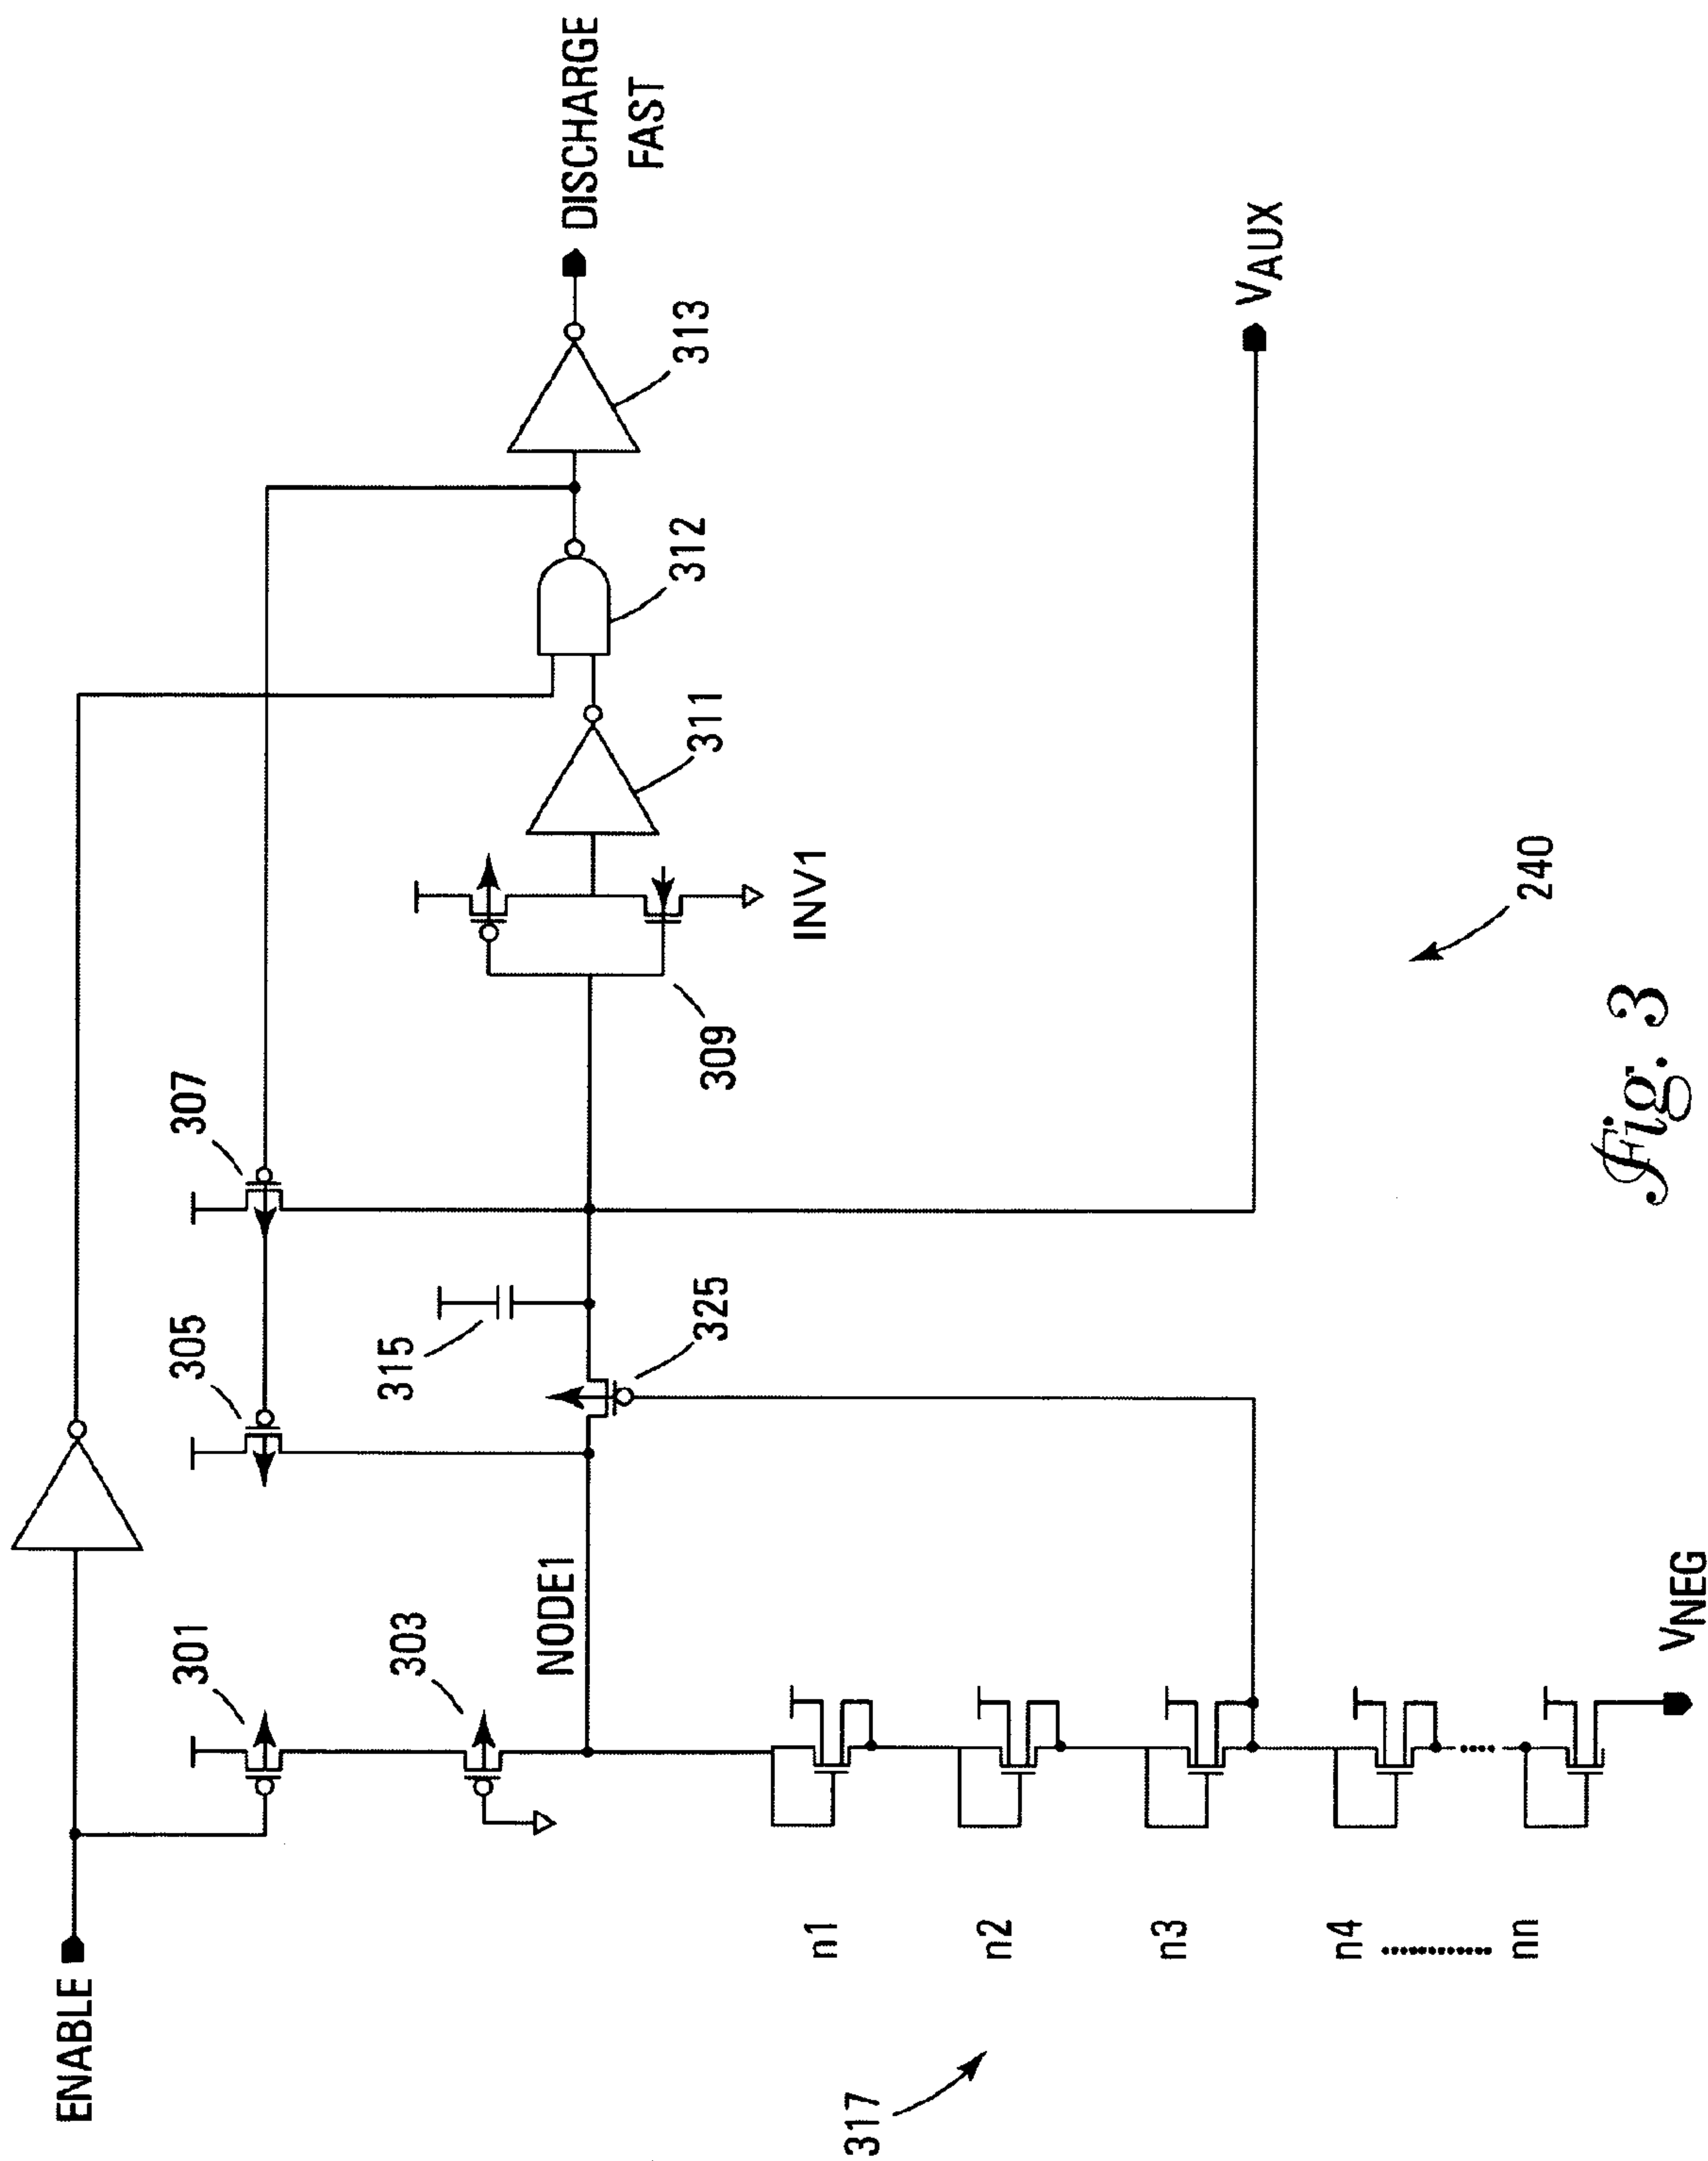 ENABLE
301
303
305
307
315
325
NODE1
309
INV1
311
312
313
DISCHARGE
FAST
VAUX
n1
n2
n3
n4 ........... nn
317
VNEG
240
Fig. 3